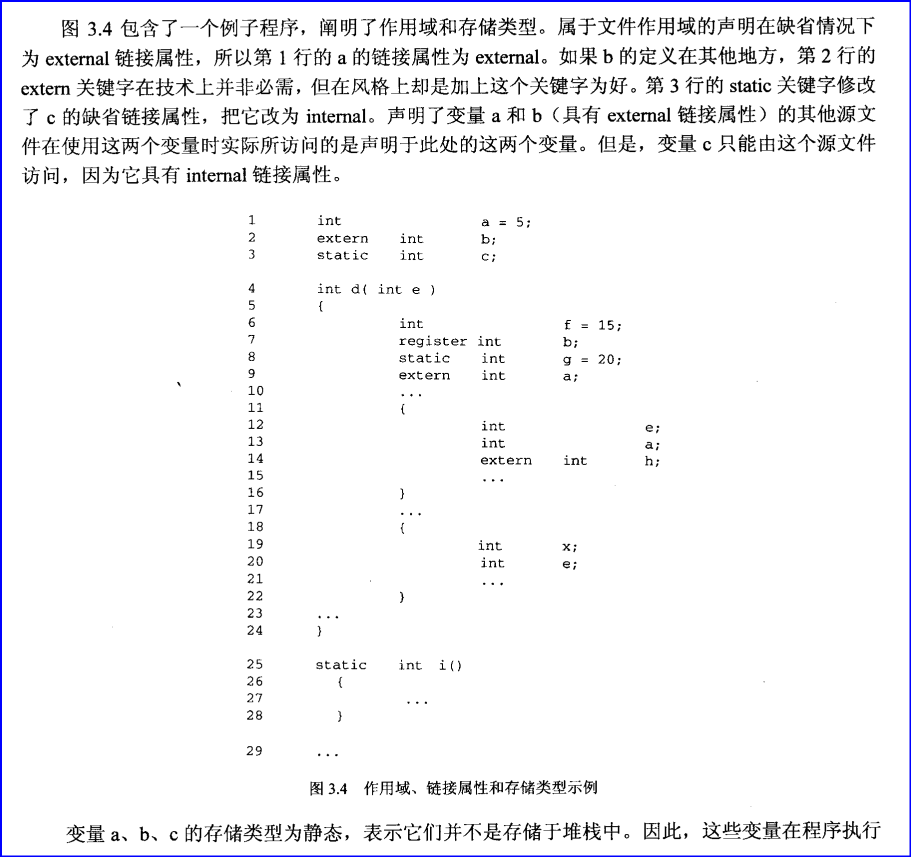 图 3.4 包含了一个例子程序，阐明了作用域和存储类型。属于文件作用域的声明在缺省情况下
为 external 链接属性，所以第 1 行的 a 的链接属性为 external。如果 b 的定义在其他地方，第 2 行的
extern 关键字在技术上并非必需，但在风格上却是加上这个关键字为好。第 3 行的 static 关键字修改
了 c 的缺省链接属性，把它改为 internal。声明了变量 a 和 b（具有 external 链接属性）的其他源文
件在使用这两个变量时实际所访问的是声明于此处的这两个变量。但是，变量 c 只能由这个源文件
访问，因为它具有 internal 链接属性。
1 int a = 5;
2 extern int b;
3 static int c;
4 int d( int e )
5 {
6 int f = 15;
7 register int b;
8 static int g = 20;
9 extern int a;
10 ...
11 {
12 int e;
13 int a;
14 extern int h;
15 ...
16 }
17 ...
18 {
19 int x;
20 int e;
21 ...
22 }
23 ...
24 }
25 static int i()
26 {
27 ...
28 }
29 ...
图 3.4 作用域、链接属性和存储类型示例
变量 a、b、c 的存储类型为静态，表示它们并不是存储于堆栈中。因此，这些变量在程序执行